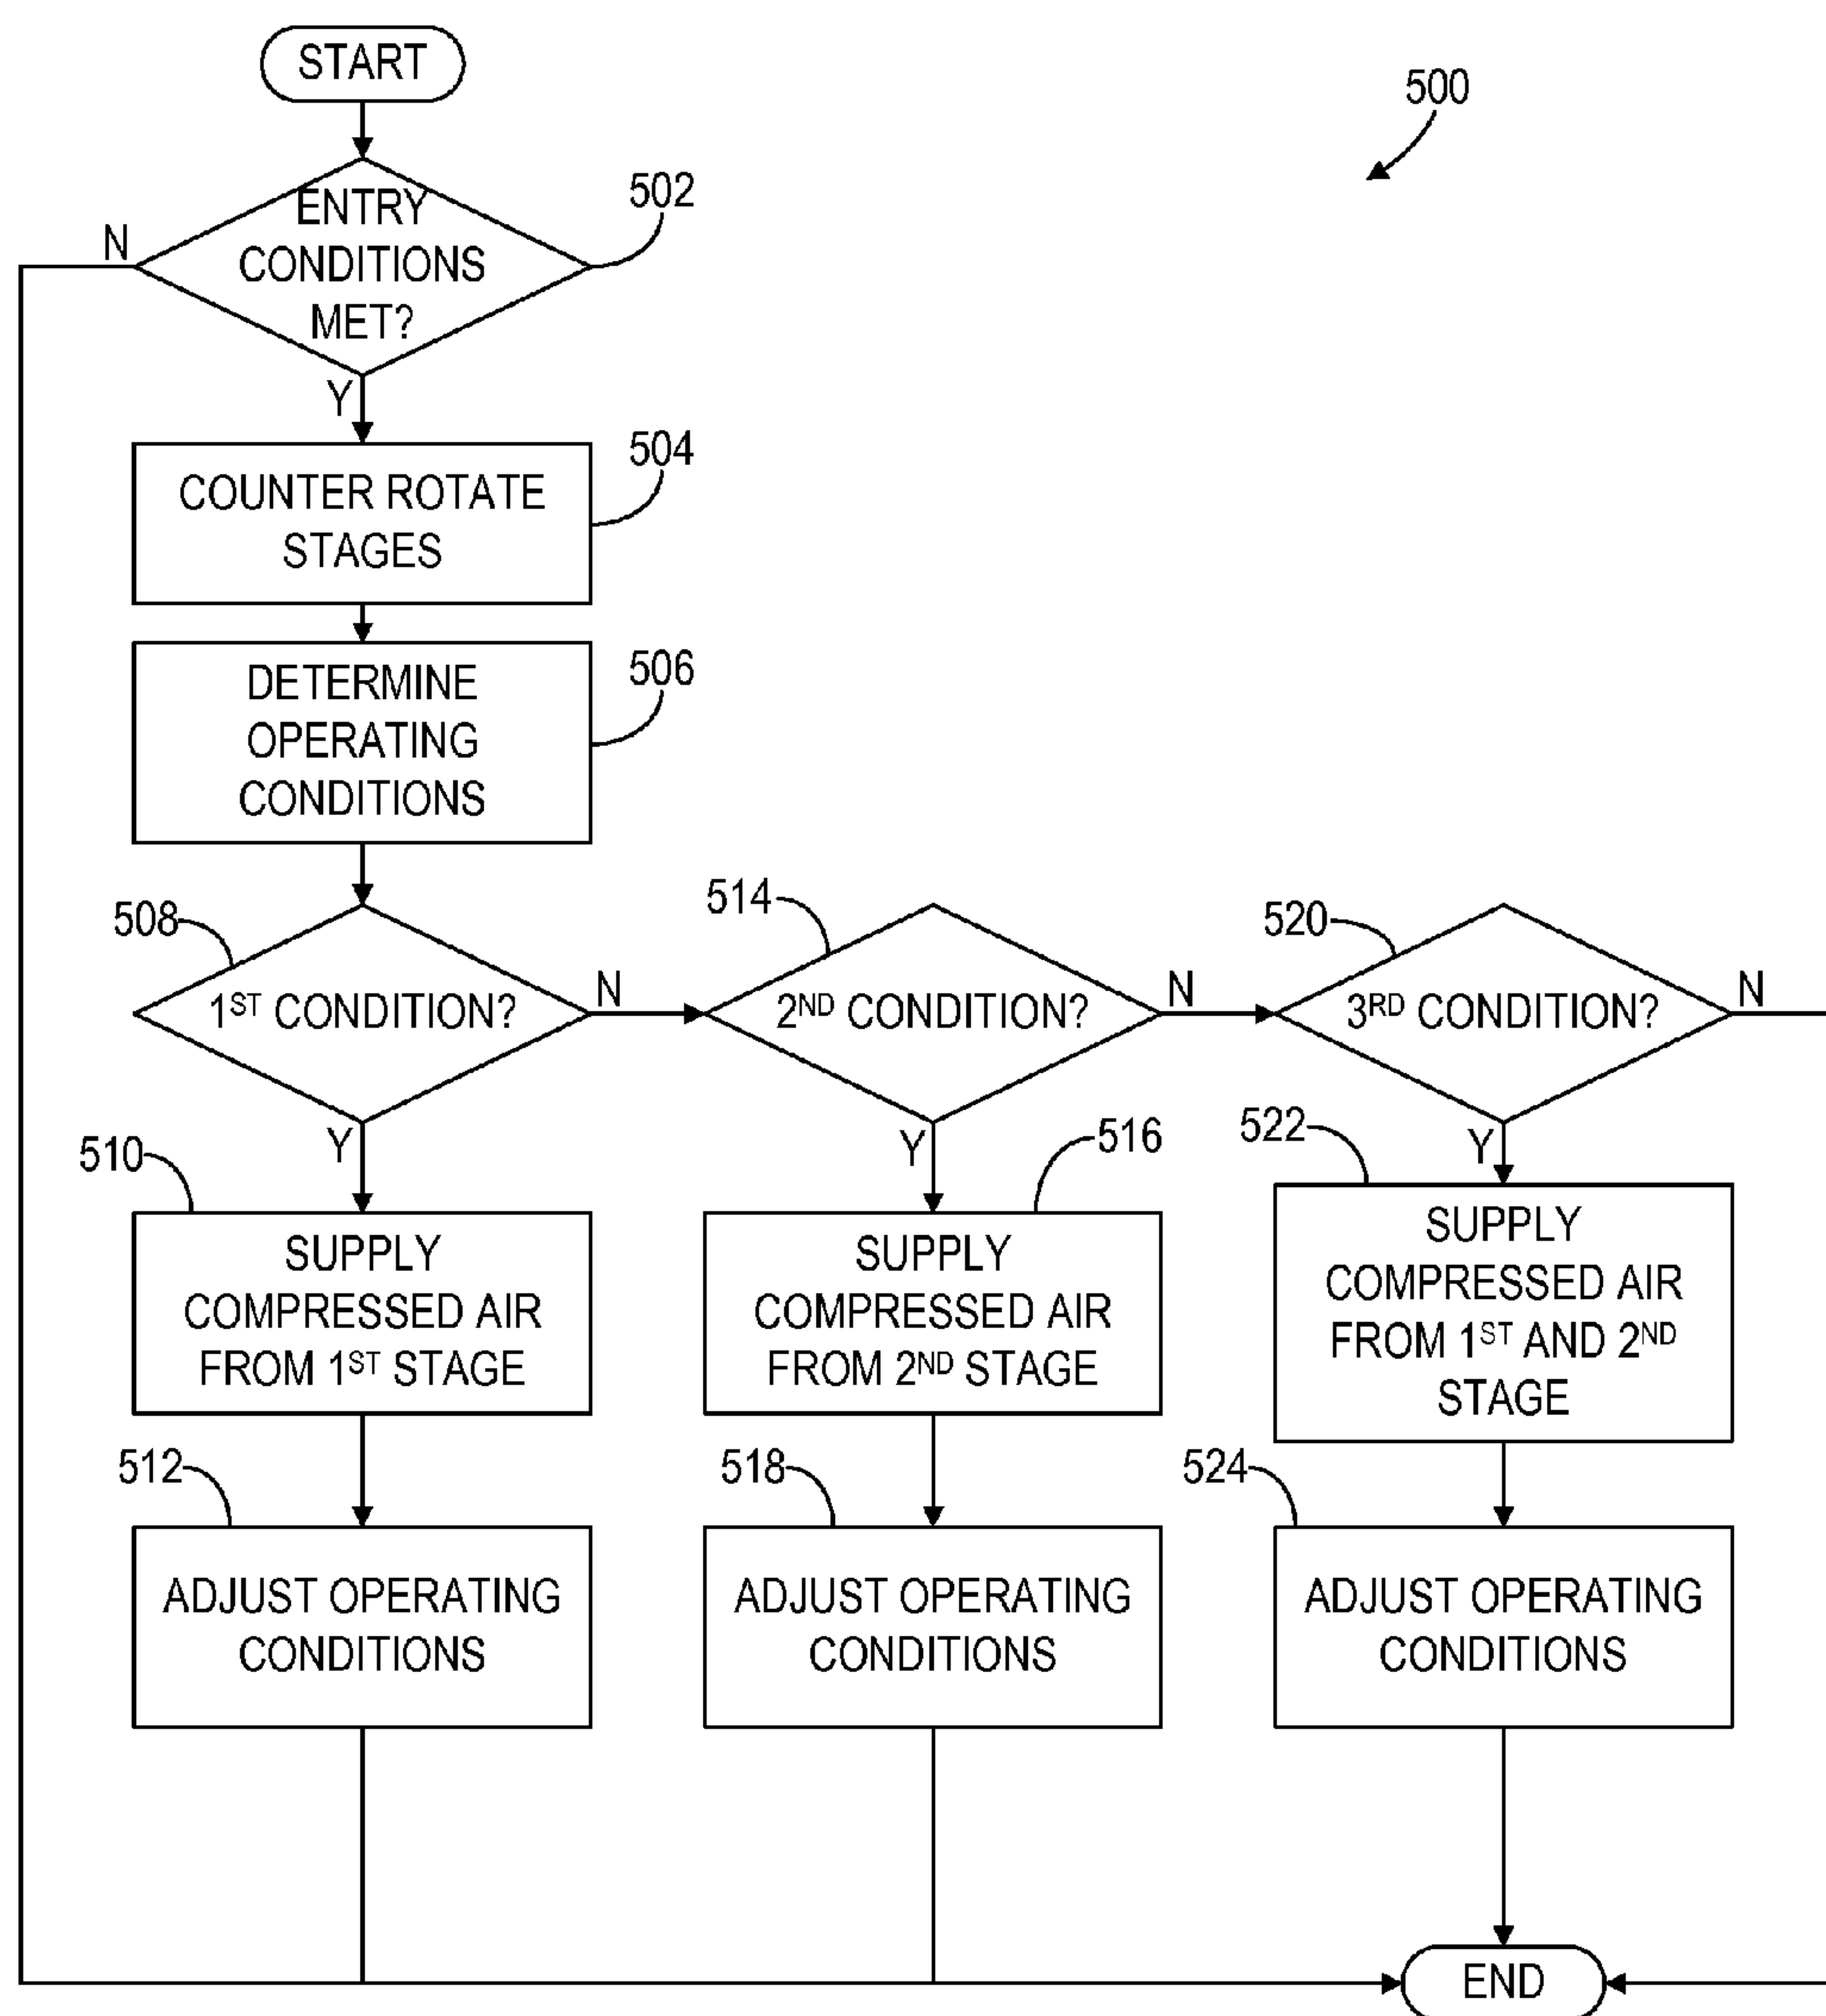 START
500
ENTRY
CONDITIONS
MET?
502
N
Y
COUNTER ROTATE
STAGES
504
DETERMINE
OPERATING
CONDITIONS
506
508
1ST CONDITION?
N
514
2ND CONDITION?
N
520
3RD CONDITION?
N
Y
Y
Y
510
SUPPLY
COMPRESSED AIR
FROM 1ST STAGE
516
SUPPLY
COMPRESSED AIR
FROM 2ND STAGE
522
SUPPLY
COMPRESSED AIR
FROM 1ST AND 2ND
STAGE
512
ADJUST OPERATING
CONDITIONS
518
ADJUST OPERATING
CONDITIONS
524
ADJUST OPERATING
CONDITIONS
END